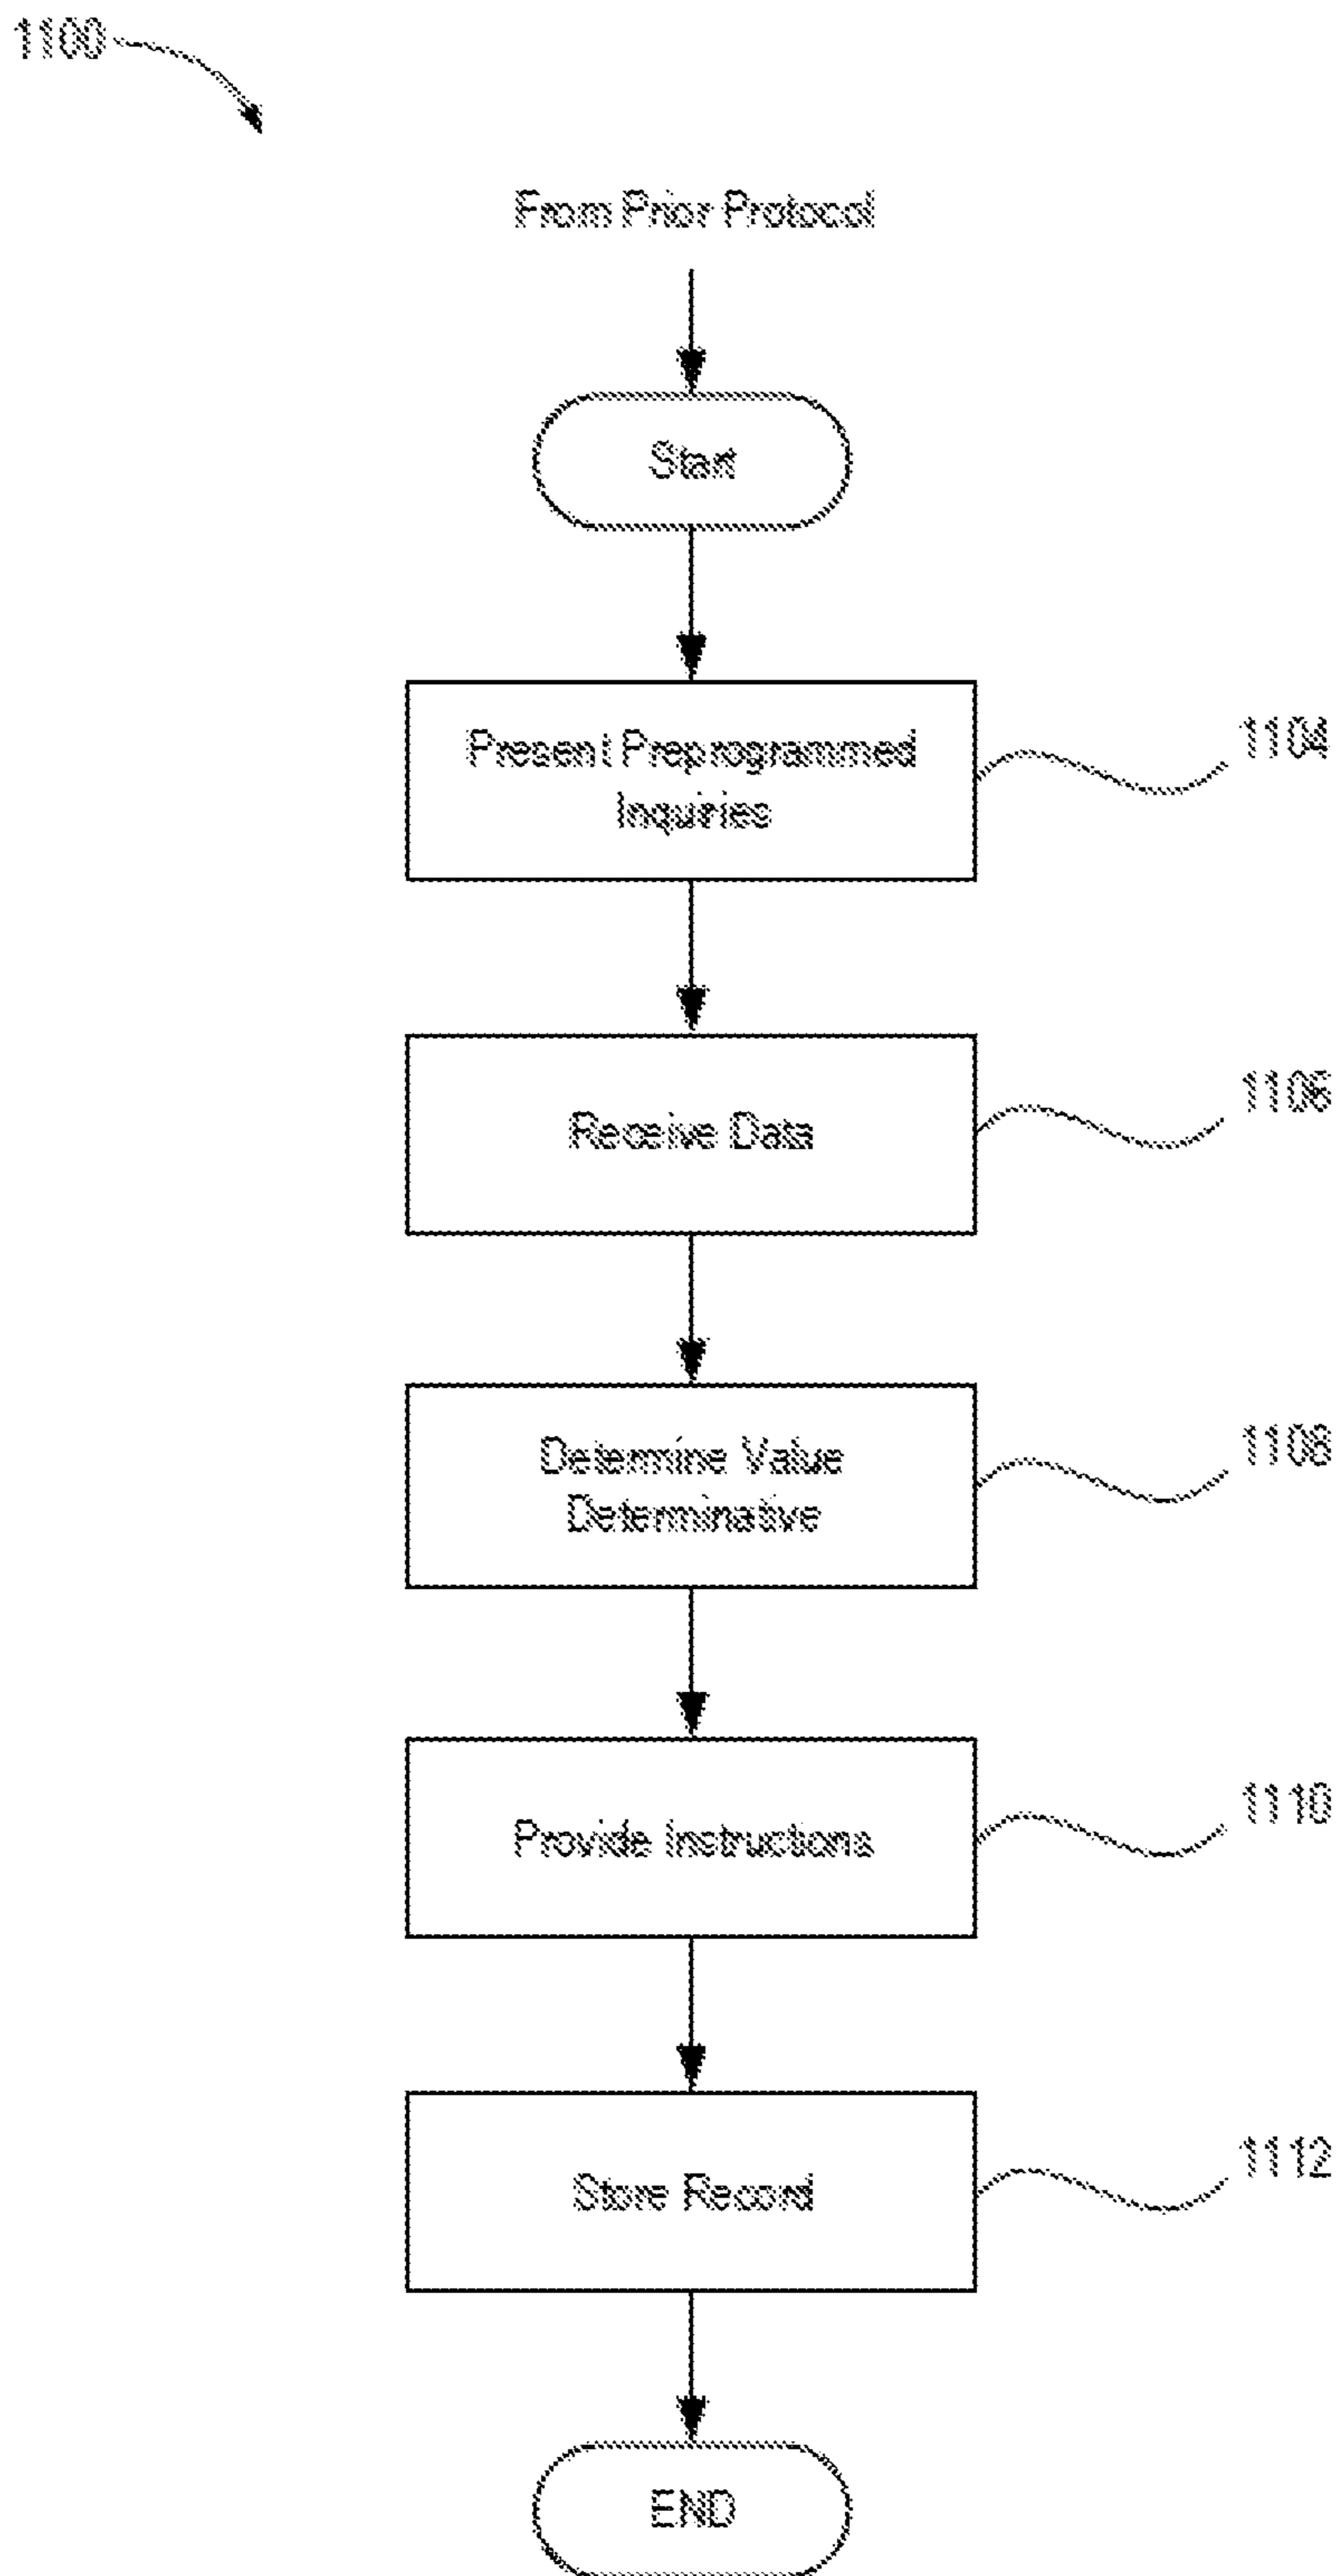 1100
From Prior Protocol
Start
Present Preprogrammed
Inquiries
1104
Receive Data
1106
Determine Value
Determinative
1108
Provide Instructions
1110
Store Record
1112
END